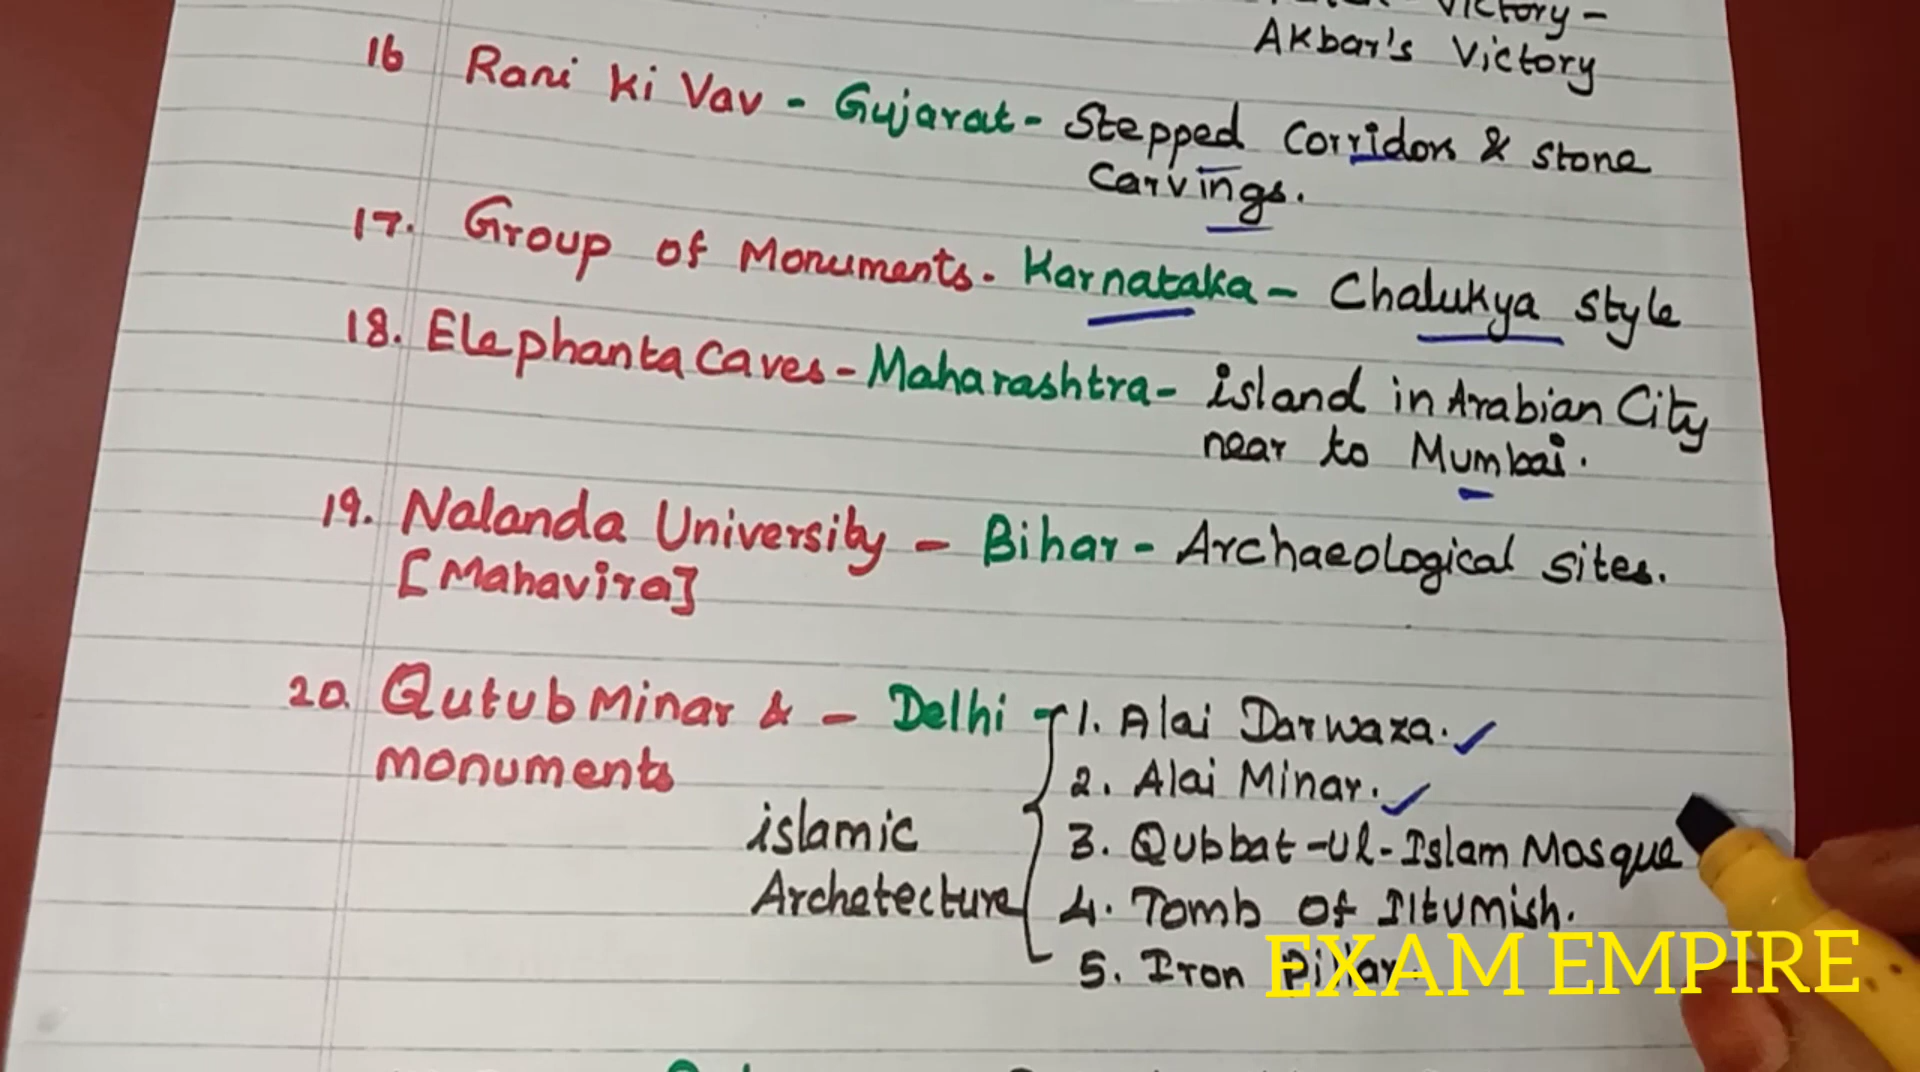 Victory -
Akbar's Victory
16 Rani Ki Vav - Gujarat - Stepped Corridors & Stone
Carvings.
17. Group of Monuments - Karnataka - Chalukya Style
18. Elephanta Caves - Maharashtra - island in Arabian City
near to Mumbai.
19. Nalanda University - Bihar - Archaeological Sites.
[Mahavira]
20. Qutub Minar & - Delhi - 1. Alai Darwaza.
monuments
2. Alai Minar.
islamic
3. Qubbat-Ul-Islam Mosque
Archetecture
4. Tomb of Iltumish.
5. Iron Pillar.
EXAM EMPIRE